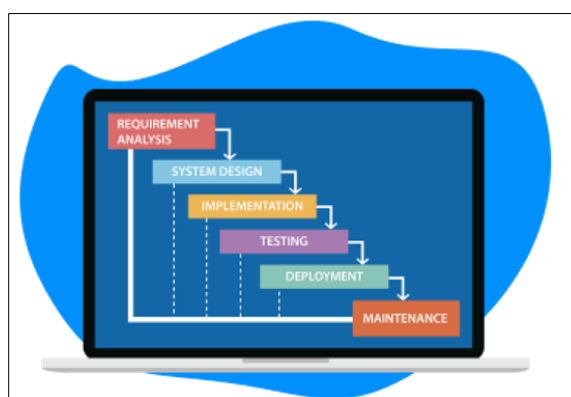 REQUIREMENT
ANALYSIS
SYSTEM DESIGN
IMPLEMENTATION
TESTING
DEPLOYMENT
MAINTENANCE